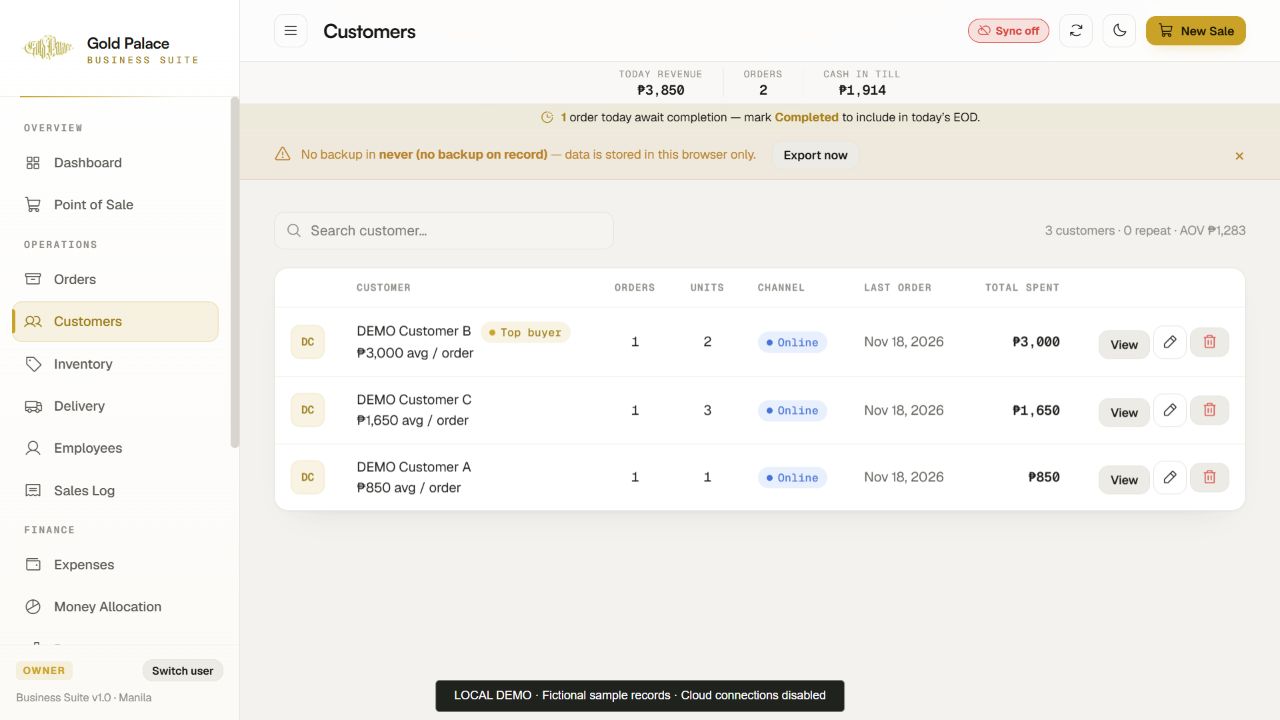 Gold Palace
BUSINESS SUITE
Customers
Sync off
New Sale
TODAY REVENUE
₱3,850
ORDERS
2
CASH IN TILL
₱1,914
1 order today await completion — mark Completed to include in today's EOD.
No backup in never (no backup on record) — data is stored in this browser only.
Export now
OVERVIEW
Dashboard
Point of Sale
OPERATIONS
Orders
Customers
Inventory
Delivery
Employees
Sales Log
FINANCE
Expenses
Money Allocation
OWNER
Switch user
Business Suite v1.0 · Manila
Search customer...
3 customers · 0 repeat · AOV ₱1,283
CUSTOMER ORDERS UNITS CHANNEL LAST ORDER TOTAL SPENT
DC DEMO Customer B Top buyer 1 2 Online Nov 18, 2026 ₱3,000 View
₱3,000 avg / order
DC DEMO Customer C 1 3 Online Nov 18, 2026 ₱1,650 View
₱1,650 avg / order
DC DEMO Customer A 1 1 Online Nov 18, 2026 ₱850 View
₱850 avg / order
LOCAL DEMO · Fictional sample records · Cloud connections disabled